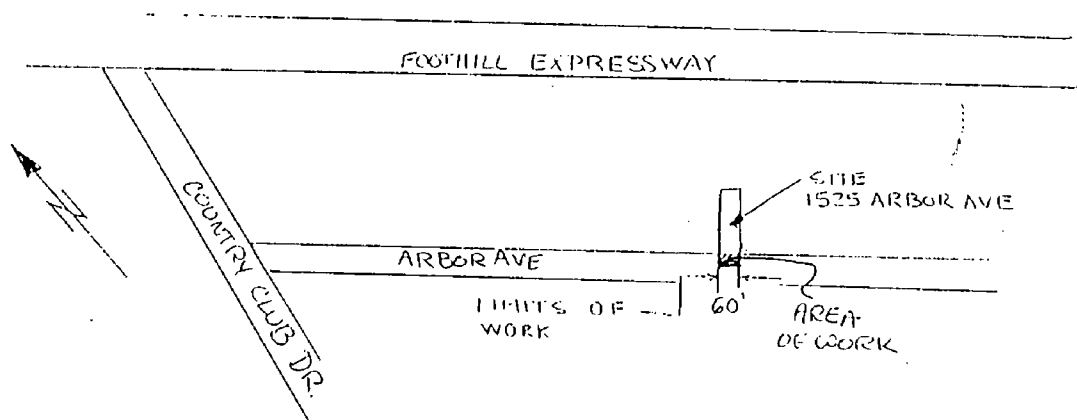 FOOTHILL EXPRESSWAY
SITE
1525 ARBOR AVE
COUNTRY CLUB DR.
ARBOR AVE
LIMITS OF
WORK
60'
AREA
OF WORK
N